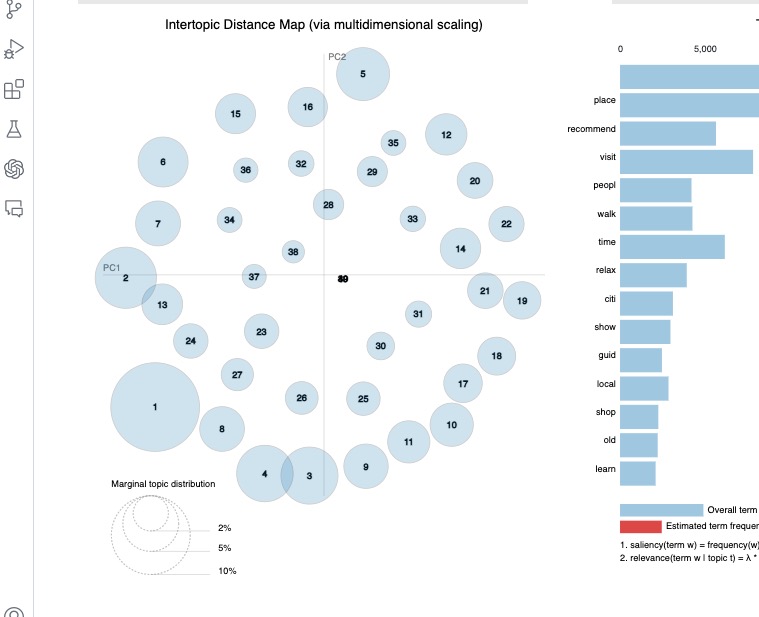 Intertopic Distance Map (via multidimensional scaling)
PC2
5
15
16
12
35
6
36
32
29
20
28
34
33
7
22
38
14
PC1
2
37
21
19
13
31
23
24
30
18
27
17
26
25
1
8
10
11
9
4
3
Marginal topic distribution
2%
5%
10%
0
5,000
place
recommend
visit
peopl
walk
time
relax
citi
show
guid
local
shop
old
learn
Overall term
Estimated term frequen
1. saliency(term w) = frequency(w)
2. relevance(term w | topic t) = λ *